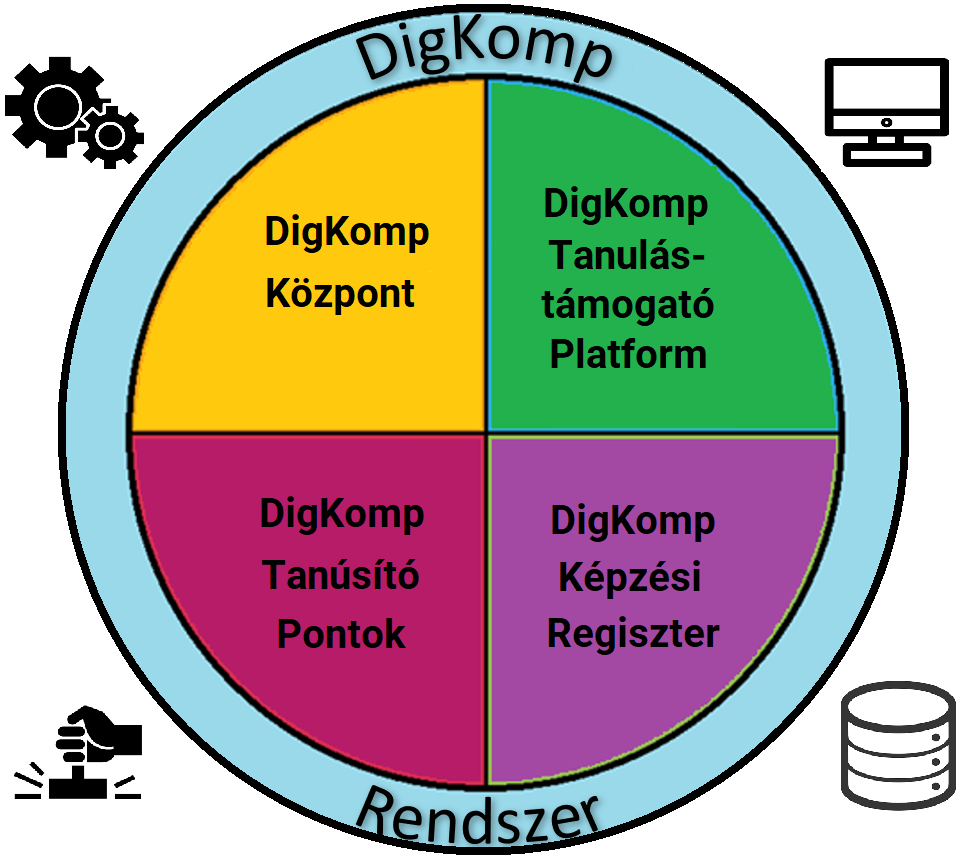 DigKomp
DigKomp
Központ
DigKomp
Tanulás-
támogató
Platform
DigKomp
Tanúsító
Pontok
DigKomp
Képzési
Regiszter
Rendszer